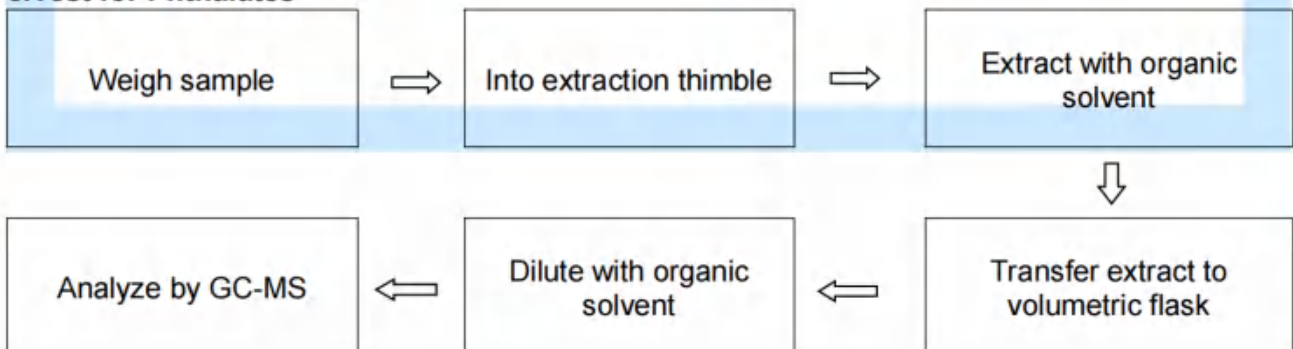 Weigh sample
Into extraction thimble
Extract with organic
solvent
Transfer extract to
volumetric flask
Dilute with organic
solvent
Analyze by GC-MS